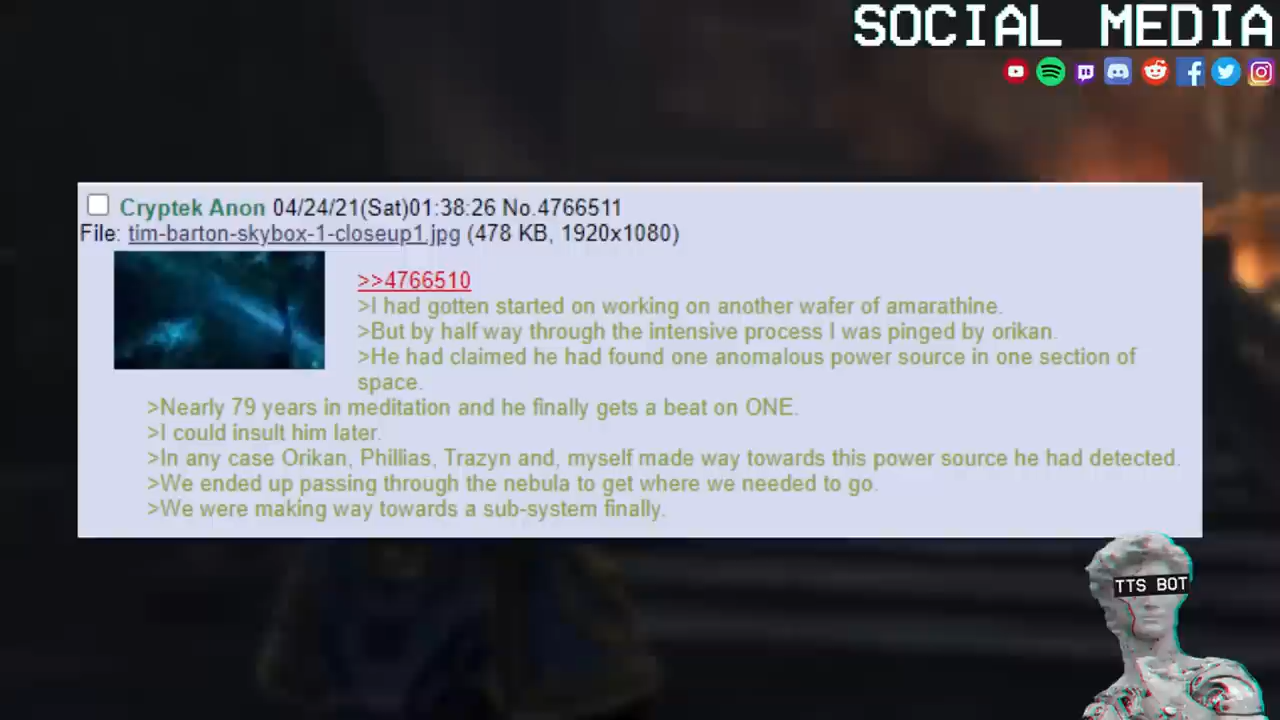 SOCIAL MEDIA
Cryptek Anon 04/24/21(Sat)01:38:26 No.4766511
File: tim-barton-skybox-1-closeup1.jpg (478 KB, 1920x1080)
>>4766510
>I had gotten started on working on another wafer of amarathine.
>But by half way through the intensive process I was pinged by orikan.
>He had claimed he had found one anomalous power source in one section of
space.
>Nearly 79 years in meditation and he finally gets a beat on ONE.
>I could insult him later.
>In any case Orikan, Phillias, Trazyn and, myself made way towards this power source he had detected.
>We ended up passing through the nebula to get where we needed to go.
>We were making way towards a sub-system finally.
TTS BOT